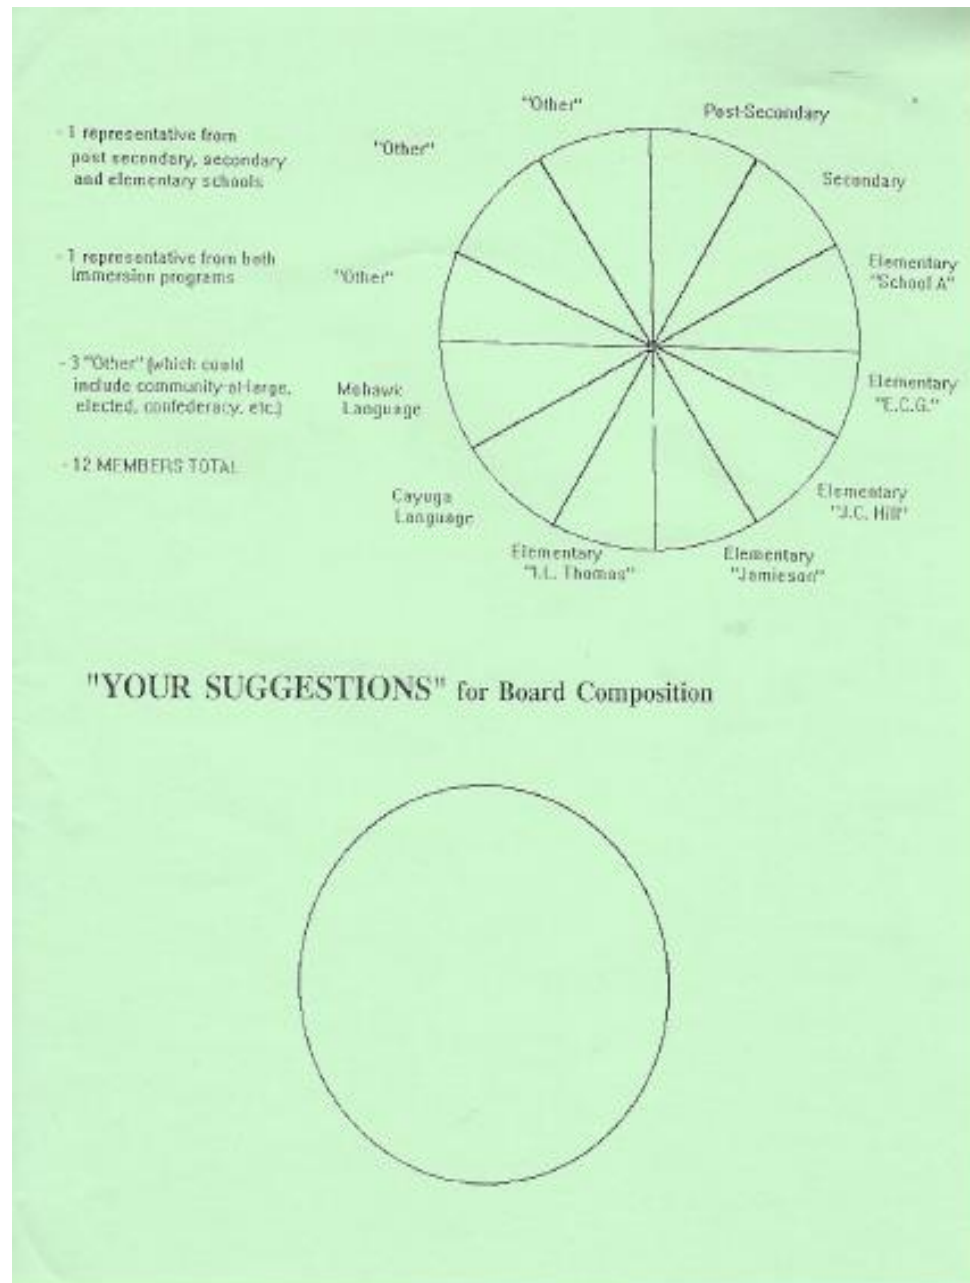 - 1 representative from
post secondary, secondary
and elementary schools
- 1 representative from both
immersion programs
- 3 "Other" (which could
include community-at-large,
elected, confederacy, etc.)
- 12 MEMBERS TOTAL
"Other"
Post-Secondary
Secondary
Elementary
"School A"
Elementary
"E.C.G."
Elementary
"J.C. Hill"
Elementary
"Jamieson"
Elementary
"I.L. Thomas"
Cayuga
Language
Mohawk
Language
"Other"
"Other"
"YOUR SUGGESTIONS" for Board Composition